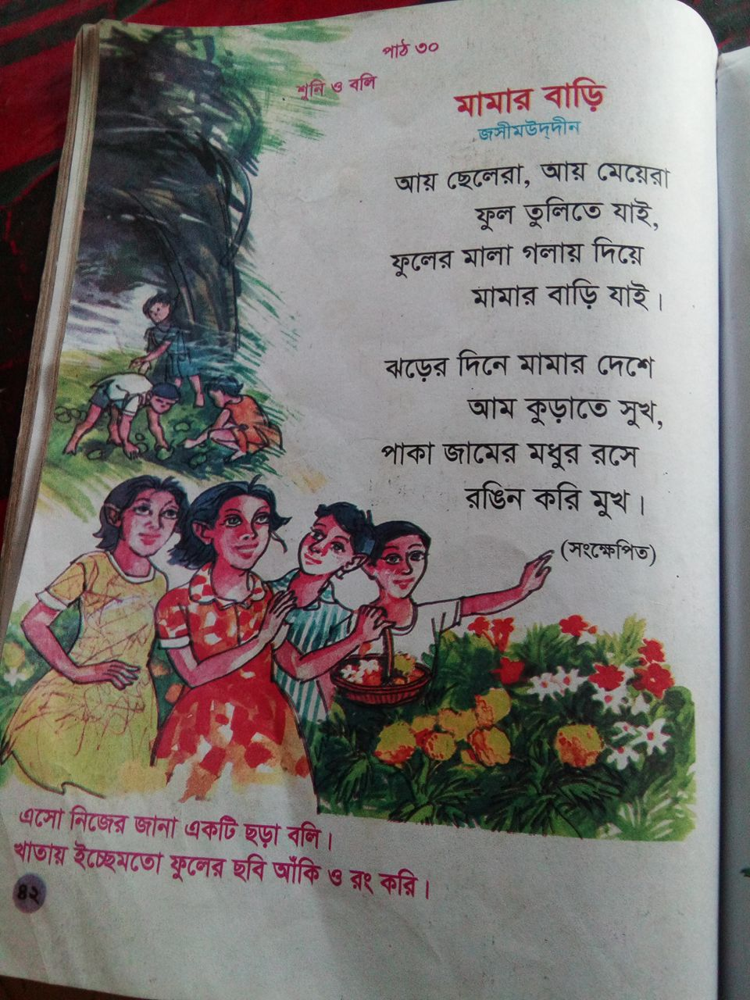 পাঠ ৩০
শুনি ও বলি
মামার বাড়ি
জসীমউদ্‌দীন
আয় ছেলেরা, আয় মেয়েরা
ফুল তুলিতে যাই,
ফুলের মালা গলায় দিয়ে
মামার বাড়ি যাই।
ঝড়ের দিনে মামার দেশে
আম কুড়াতে সুখ,
পাকা জামের মধুর রসে
রঙিন করি মুখ।
(সংক্ষেপিত)
এসো নিজের জানা একটি ছড়া বলি।
খাতায় ইচ্ছেমতো ফুলের ছবি আঁকি ও রং করি।
৪২